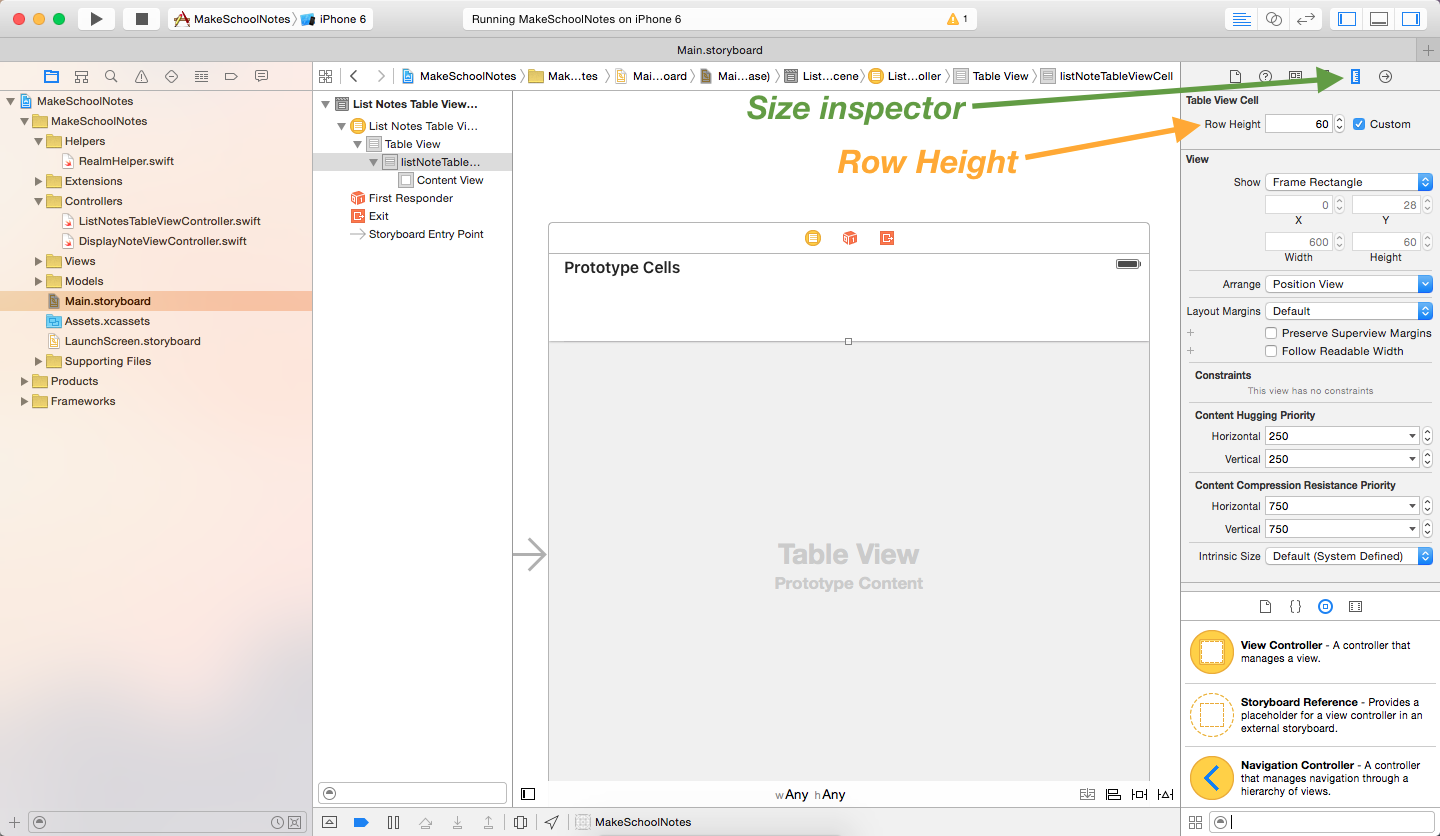 MakeSchoolNotes
iPhone 6
Running MakeSchoolNotes on iPhone 6
1
Main.storyboard
MakeSchoolNotes
Mak...tes
Mai...oard
Mai...ase)
List...cene
List...oller
Table View
listNoteTableViewCell
MakeSchoolNotes
MakeSchoolNotes
Helpers
RealmHelper.swift
Extensions
Controllers
ListNotesTableViewController.swift
DisplayNoteViewController.swift
Views
Models
Main.storyboard
Assets.xcassets
LaunchScreen.storyboard
Supporting Files
Products
Frameworks
List Notes Table View...
List Notes Table Vi...
Table View
listNoteTable...
Content View
First Responder
Exit
Storyboard Entry Point
Size inspector
Row Height
Prototype Cells
Table View
Prototype Content
wAny hAny
MakeSchoolNotes
Table View Cell
Row Height 60 Custom
View
Show Frame Rectangle
0 28
X Y
600 60
Width Height
Arrange Position View
Layout Margins Default
Preserve Superview Margins
Follow Readable Width
Constraints
This view has no constraints
Content Hugging Priority
Horizontal 250
Vertical 250
Content Compression Resistance Priority
Horizontal 750
Vertical 750
Intrinsic Size Default (System Defined)
View Controller - A controller that
manages a view.
Storyboard Reference - Provides a
placeholder for a view controller in an
external storyboard.
Navigation Controller - A controller
that manages navigation through a
hierarchy of views.